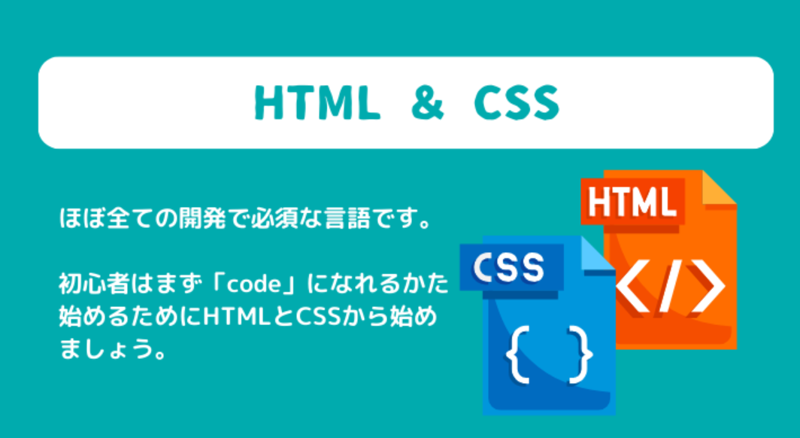 HTML & CSS
ほぼ全ての開発で必須な言語です。
初心者はまず「code」になれるかた
始めるためにHTMLとCSSから始め
ましょう。
HTML
</>
CSS
{ }